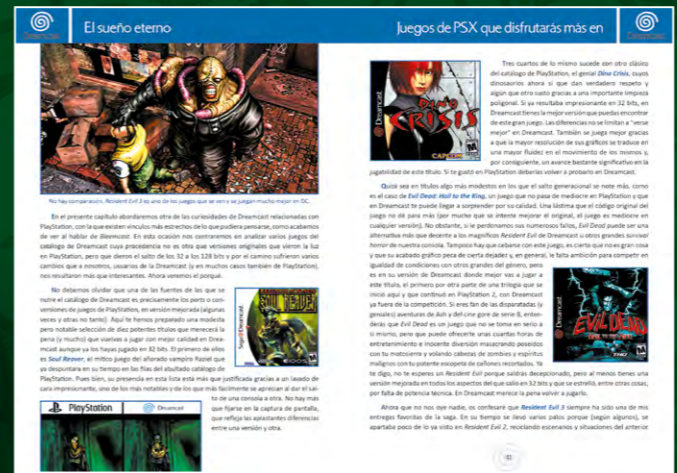 El sueño eterno
Dreamcast
No hay comparación, Resident Evil 3 es uno de los juegos que se ven y se juegan mucho mejor en DC.
En el presente capítulo abordaremos otra de las curiosidades de Dreamcast relacionadas con
PlayStation, con la que existen vínculos más estrechos de lo que pudiera pensarse, como acabamos
de ver al hablar de Bleemcast. En esta ocasión nos centraremos en analizar varios juegos del
catálogo de Dreamcast cuya procedencia no es otra que versiones originales que vieron la luz
en PlayStation, pero que dieron el salto de los 32 a los 128 bits y por el camino sufrieron varios
cambios que a nosotros, usuarios de la Dreamcast (y en muchos casos también de PlayStation),
nos resultaron más que interesantes. Ahora veremos el porqué.
No debemos olvidar que una de las fuentes de las que se
nutre el catálogo de Dreamcast es precisamente los ports o con-
versiones de juegos de PlayStation, en versión mejorada (algunas
veces y otras no tanto). Aquí te hemos preparado una modesta
pero notable selección de diez potentes títulos que merecerá la
pena (y mucho) que vuelvas a jugar con mejor calidad en Drea-
mcast aunque ya los hayas jugado en 32 bits. El primero de ellos
es Soul Reaver, el mítico juego del añorado vampiro Raziel que
ya despuntara en su tiempo en las filas del abultado catálogo de
PlayStation. Pues bien, su presencia en esta lista está más que justificada gracias a un lavado de
cara impresionante, uno de los más notables y de los que más fácilmente se aprecian al dar el sal-
to de una consola a otra. No hay más
que fijarse en la captura de pantalla,
que refleja las aplastantes diferencias
entre una versión y otra.
SOUL REAVER
PlayStation
Dreamcast
Juegos de PSX que disfrutarás más en
Dreamcast
Dreamcast
DINO
CRISIS
CAPCOM
Tres cuartos de lo mismo sucede con otro clásico
del catálogo de PlayStation, el genial Dino Crisis, cuyos
dinosaurios ahora sí que dan verdadero respeto y
algún que otro susto gracias a una importante limpieza
poligonal. Si ya resultaba impresionante en 32 bits, en
Dreamcast tienes la mejor versión que puedas encontrar
de este gran juego. Las diferencias no se limitan a "verse
mejor" en Dreamcast. También se juega mejor gracias
a que la mayor resolución de sus gráficos se traduce en
una mayor fluidez en el movimiento de los mismos y,
por consiguiente, un avance bastante significativo en la
jugabilidad de este título. Si te gustó en PlayStation deberías volver a probarlo en Dreamcast.
Quizá sea en títulos algo más modestos en los que el salto generacional se note más, como
es el caso de Evil Dead: Hail to the King, un juego que no pasa de mediocre en PlayStation y que
en Dreamcast te puede llegar a sorprender por su calidad. Una lástima que el código original del
juego no dé para más (por mucho que se intente mejorar el original, el juego es mediocre en
cualquier versión). No obstante, si le perdonamos sus numerosos fallos, Evil Dead puede ser una
alternativa más que decente a los magníficos Resident Evil de Dreamcast u otros grandes survival
horror de nuestra consola. Tampoco hay que cebarse con este juego, es cierto que no es gran cosa
y que su acabado gráfico peca de cierta dejadez y, en general, le falta ambición para competir en
igualdad de condiciones con otros grandes del género, pero
es en su versión de Dreamcast donde mejor vas a jugar a
este título, el primero por otra parte de una trilogía que se
inició aquí y que continuó en PlayStation 2, con Dreamcast
ya fuera de la competición. Si eres fan de las disparatadas (y
geniales) aventuras de Ash y del cine gore de serie B, enten-
derás que Evil Dead es un juego que no se toma en serio a
sí mismo, pero que puede ofrecerte unas cuantas horas de
entretenimiento e inocente diversión masacrando poseídos
con tu motosierra y volando cabezas de zombies y espíritus
malignos con tu potente escopeta de cañones recortados. Ya
te digo, no te esperes un Resident Evil porque saldrás decepcionado, pero al menos tienes una
versión mejorada en todos los aspectos del que salió en 32 bits y que se estrelló, entre otras cosas,
por falta de potencia técnica. En Dreamcast merece la pena volver a jugarlo.
Dreamcast
EVIL DEAD
THQ
Ahora que no nos oye nadie, os confesaré que Resident Evil 3 siempre ha sido una de mis
entregas favoritas de la saga. En su tiempo se llevó varios palos porque (según algunos), se
apartaba poco de lo ya visto en Resident Evil 2, reciclando escenarios y situaciones del anterior